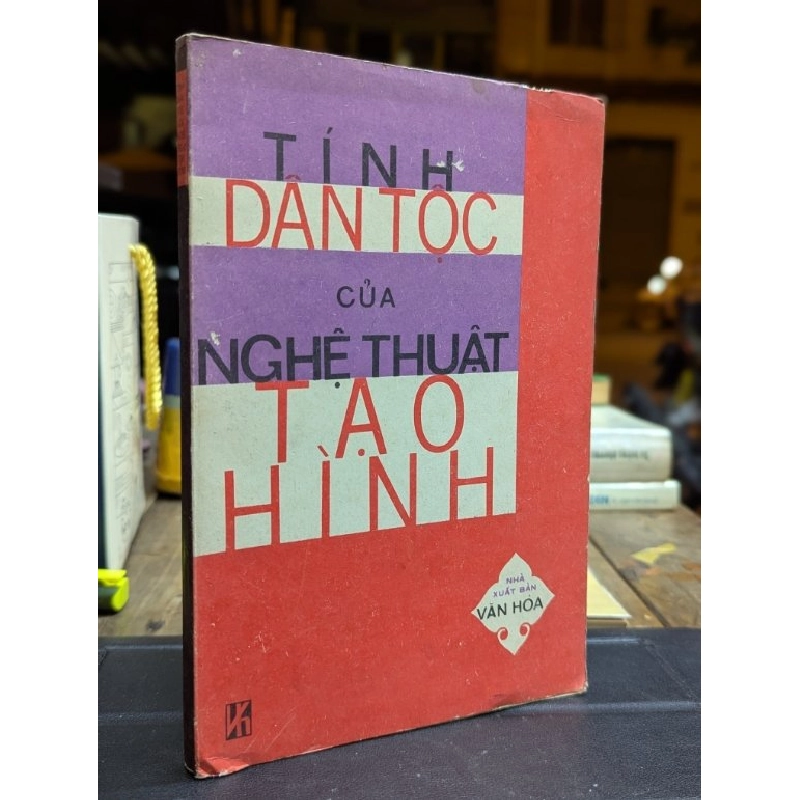 TÍNH
DÂN TỘC
CỦA
NGHỆ THUẬT
TẠO
HÌNH
NHÀ
XUẤT BẢN
VĂN HÓA